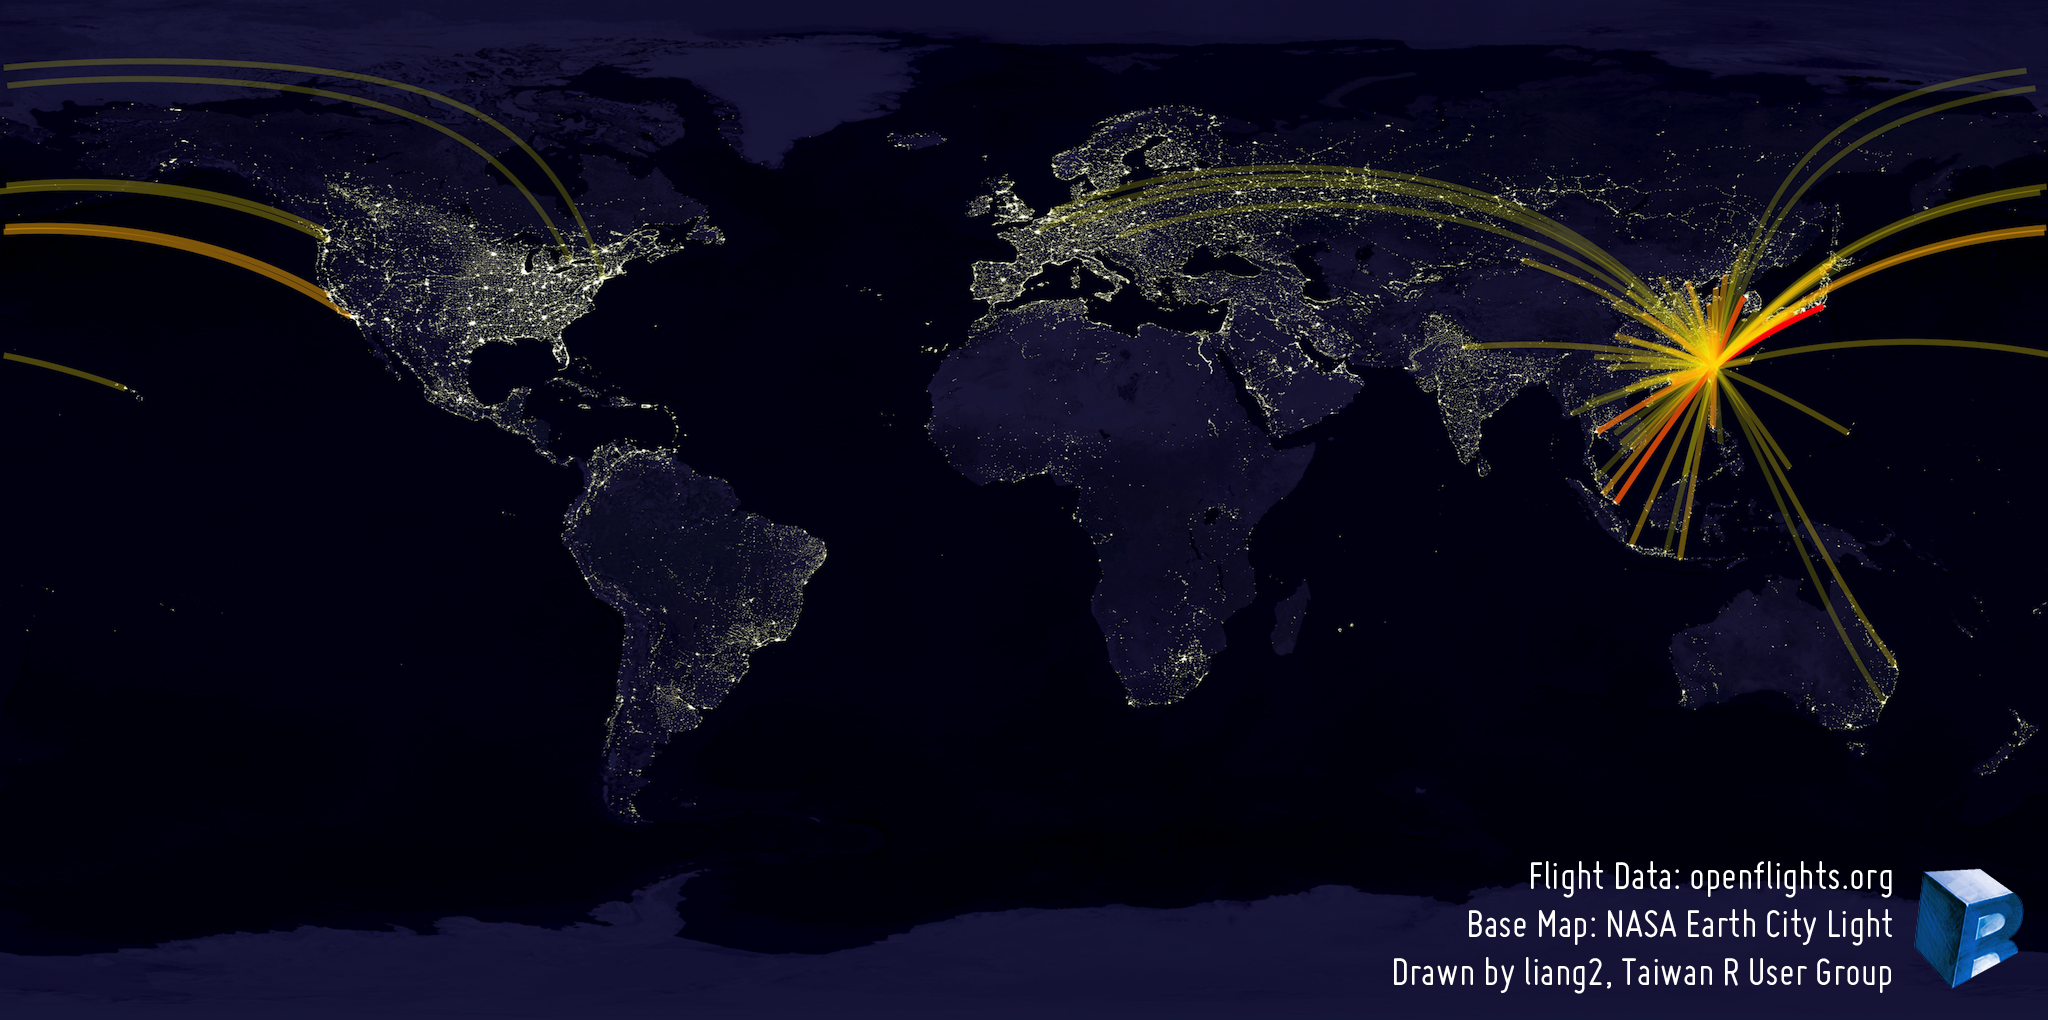 Flight Data: openflights.org
Base Map: NASA Earth City Light
Drawn by liang2, Taiwan R User Group
R